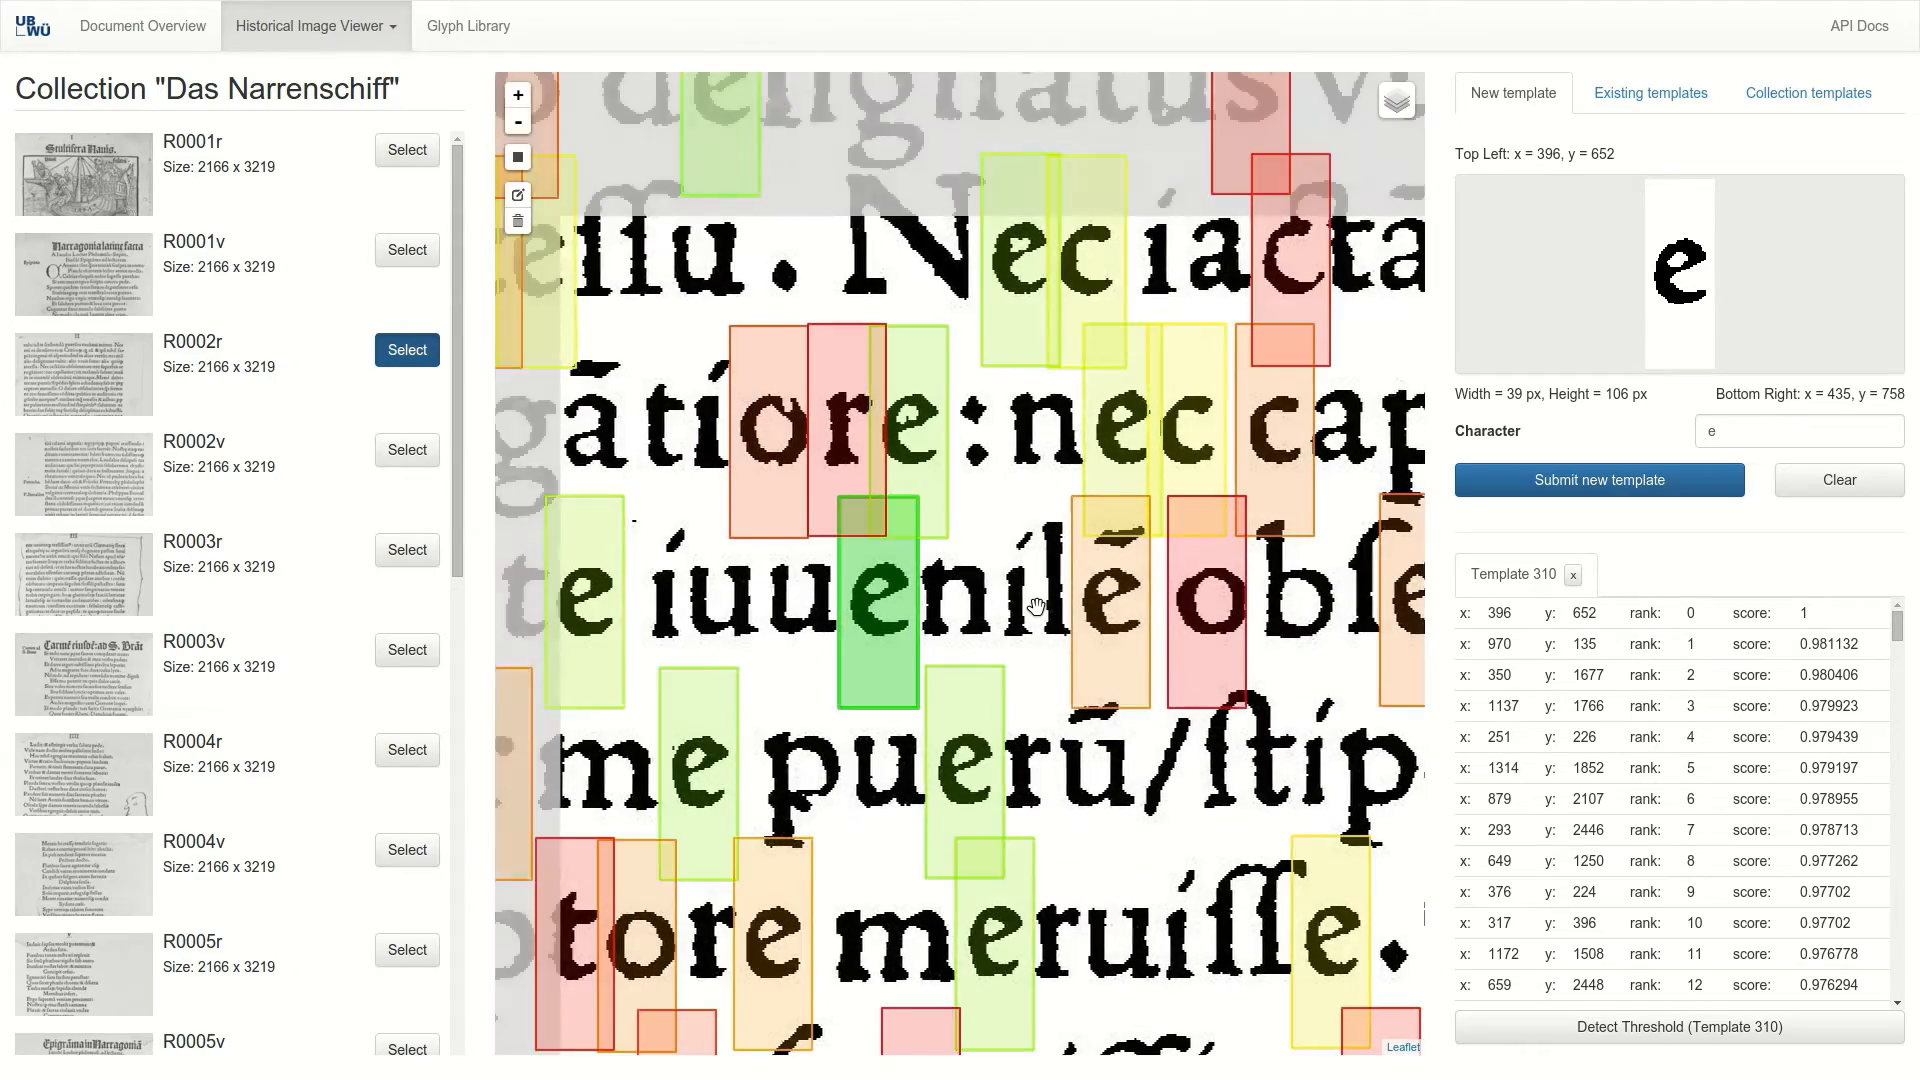 UB
WÜ
Document Overview
Historical Image Viewer
Glyph Library
API Docs
Collection "Das Narrenschiff"
R0001r
Size: 2166 x 3219
Select
R0001v
Size: 2166 x 3219
Select
R0002r
Size: 2166 x 3219
Select
R0002v
Size: 2166 x 3219
Select
R0003r
Size: 2166 x 3219
Select
R0003v
Size: 2166 x 3219
Select
R0004r
Size: 2166 x 3219
Select
R0004v
Size: 2166 x 3219
Select
R0005r
Size: 2166 x 3219
Select
R0005v
Select
+
-
ellu. Nec iactā
gātiore:nec cap
te iuuenilē oble
: me puerū/ſtip
tore meruiſſe.
Leaflet
New template
Existing templates
Collection templates
Top Left: x = 396, y = 652
e
Width = 39 px, Height = 106 px
Bottom Right: x = 435, y = 758
Character
e
Submit new template
Clear
Template 310 x
x: 396 y: 652 rank: 0 score: 1
x: 970 y: 135 rank: 1 score: 0.981132
x: 350 y: 1677 rank: 2 score: 0.980406
x: 1137 y: 1766 rank: 3 score: 0.979923
x: 251 y: 226 rank: 4 score: 0.979439
x: 1314 y: 1852 rank: 5 score: 0.979197
x: 879 y: 2107 rank: 6 score: 0.978955
x: 293 y: 2446 rank: 7 score: 0.978713
x: 649 y: 1250 rank: 8 score: 0.977262
x: 376 y: 224 rank: 9 score: 0.97702
x: 317 y: 396 rank: 10 score: 0.97702
x: 1172 y: 1508 rank: 11 score: 0.976778
x: 659 y: 2448 rank: 12 score: 0.976294
Detect Threshold (Template 310)